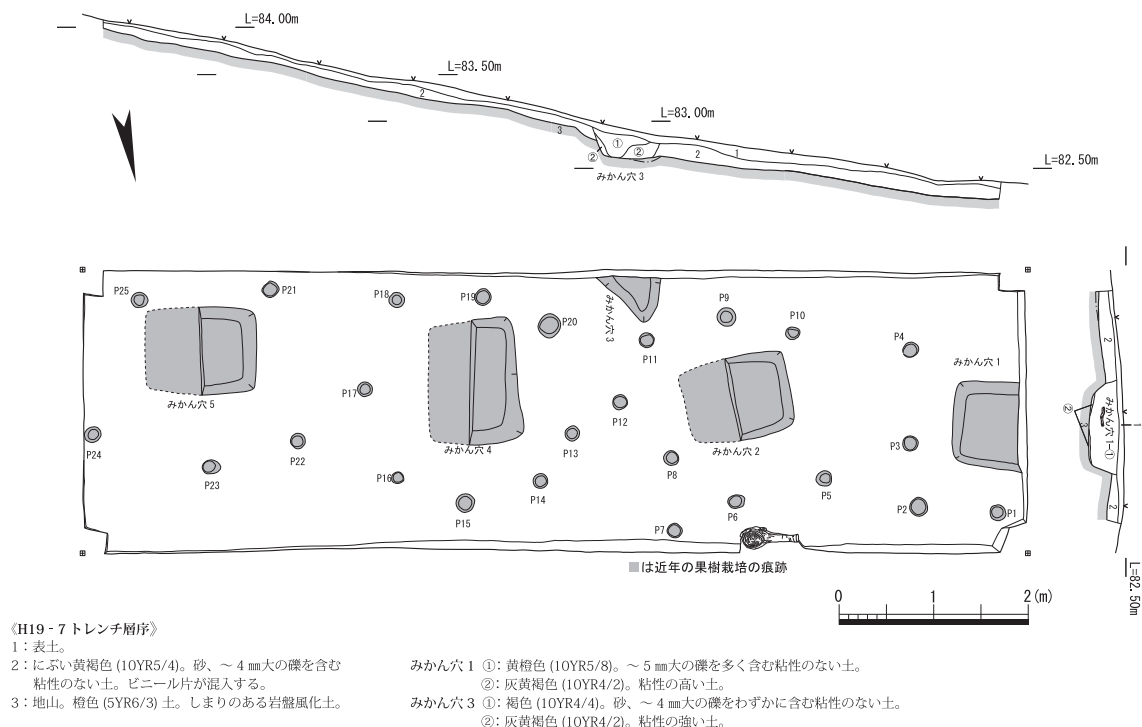 L=84.00m
L=83.50m
L=83.00m
L=82.50m
2
3
①
②
②
2
1
みかん穴 3
P25
P21
P18
P19
P20
みかん穴 3
P9
P10
P11
P4
みかん穴 1
みかん穴 5
P17
P12
みかん穴 4
みかん穴 2
P24
P22
P23
P16
P15
P14
P13
P8
P7
P6
P5
P3
P2
P1
2
みかん穴 1-①
②
3
1
2
L=82.50m
■は近年の果樹栽培の痕跡
0 1 2 (m)
《H19 - 7 トレンチ層序》
1：表土。
2：にぶい黄褐色 (10YR5/4)。砂、～ 4 ㎜大の礫を含む
粘性のない土。ビニール片が混入する。
3：地山。橙色 (5YR6/3) 土。しまりのある岩盤風化土。
みかん穴 1 ①：黄橙色 (10YR5/8)。～ 5 ㎜大の礫を多く含む粘性のない土。
②：灰黄褐色 (10YR4/2)。粘性の高い土。
みかん穴 3 ①：褐色 (10YR4/4)。砂、～ 4 ㎜大の礫をわずかに含む粘性のない土。
②：灰黄褐色 (10YR4/2)。粘性の強い土。